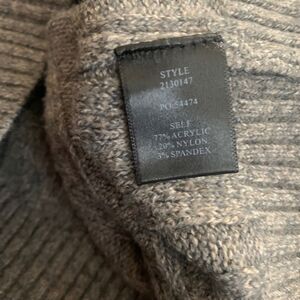 STYLE
2130147
PO 54474
SELF
77% ACRYLIC
20% NYLON
3% SPANDEX